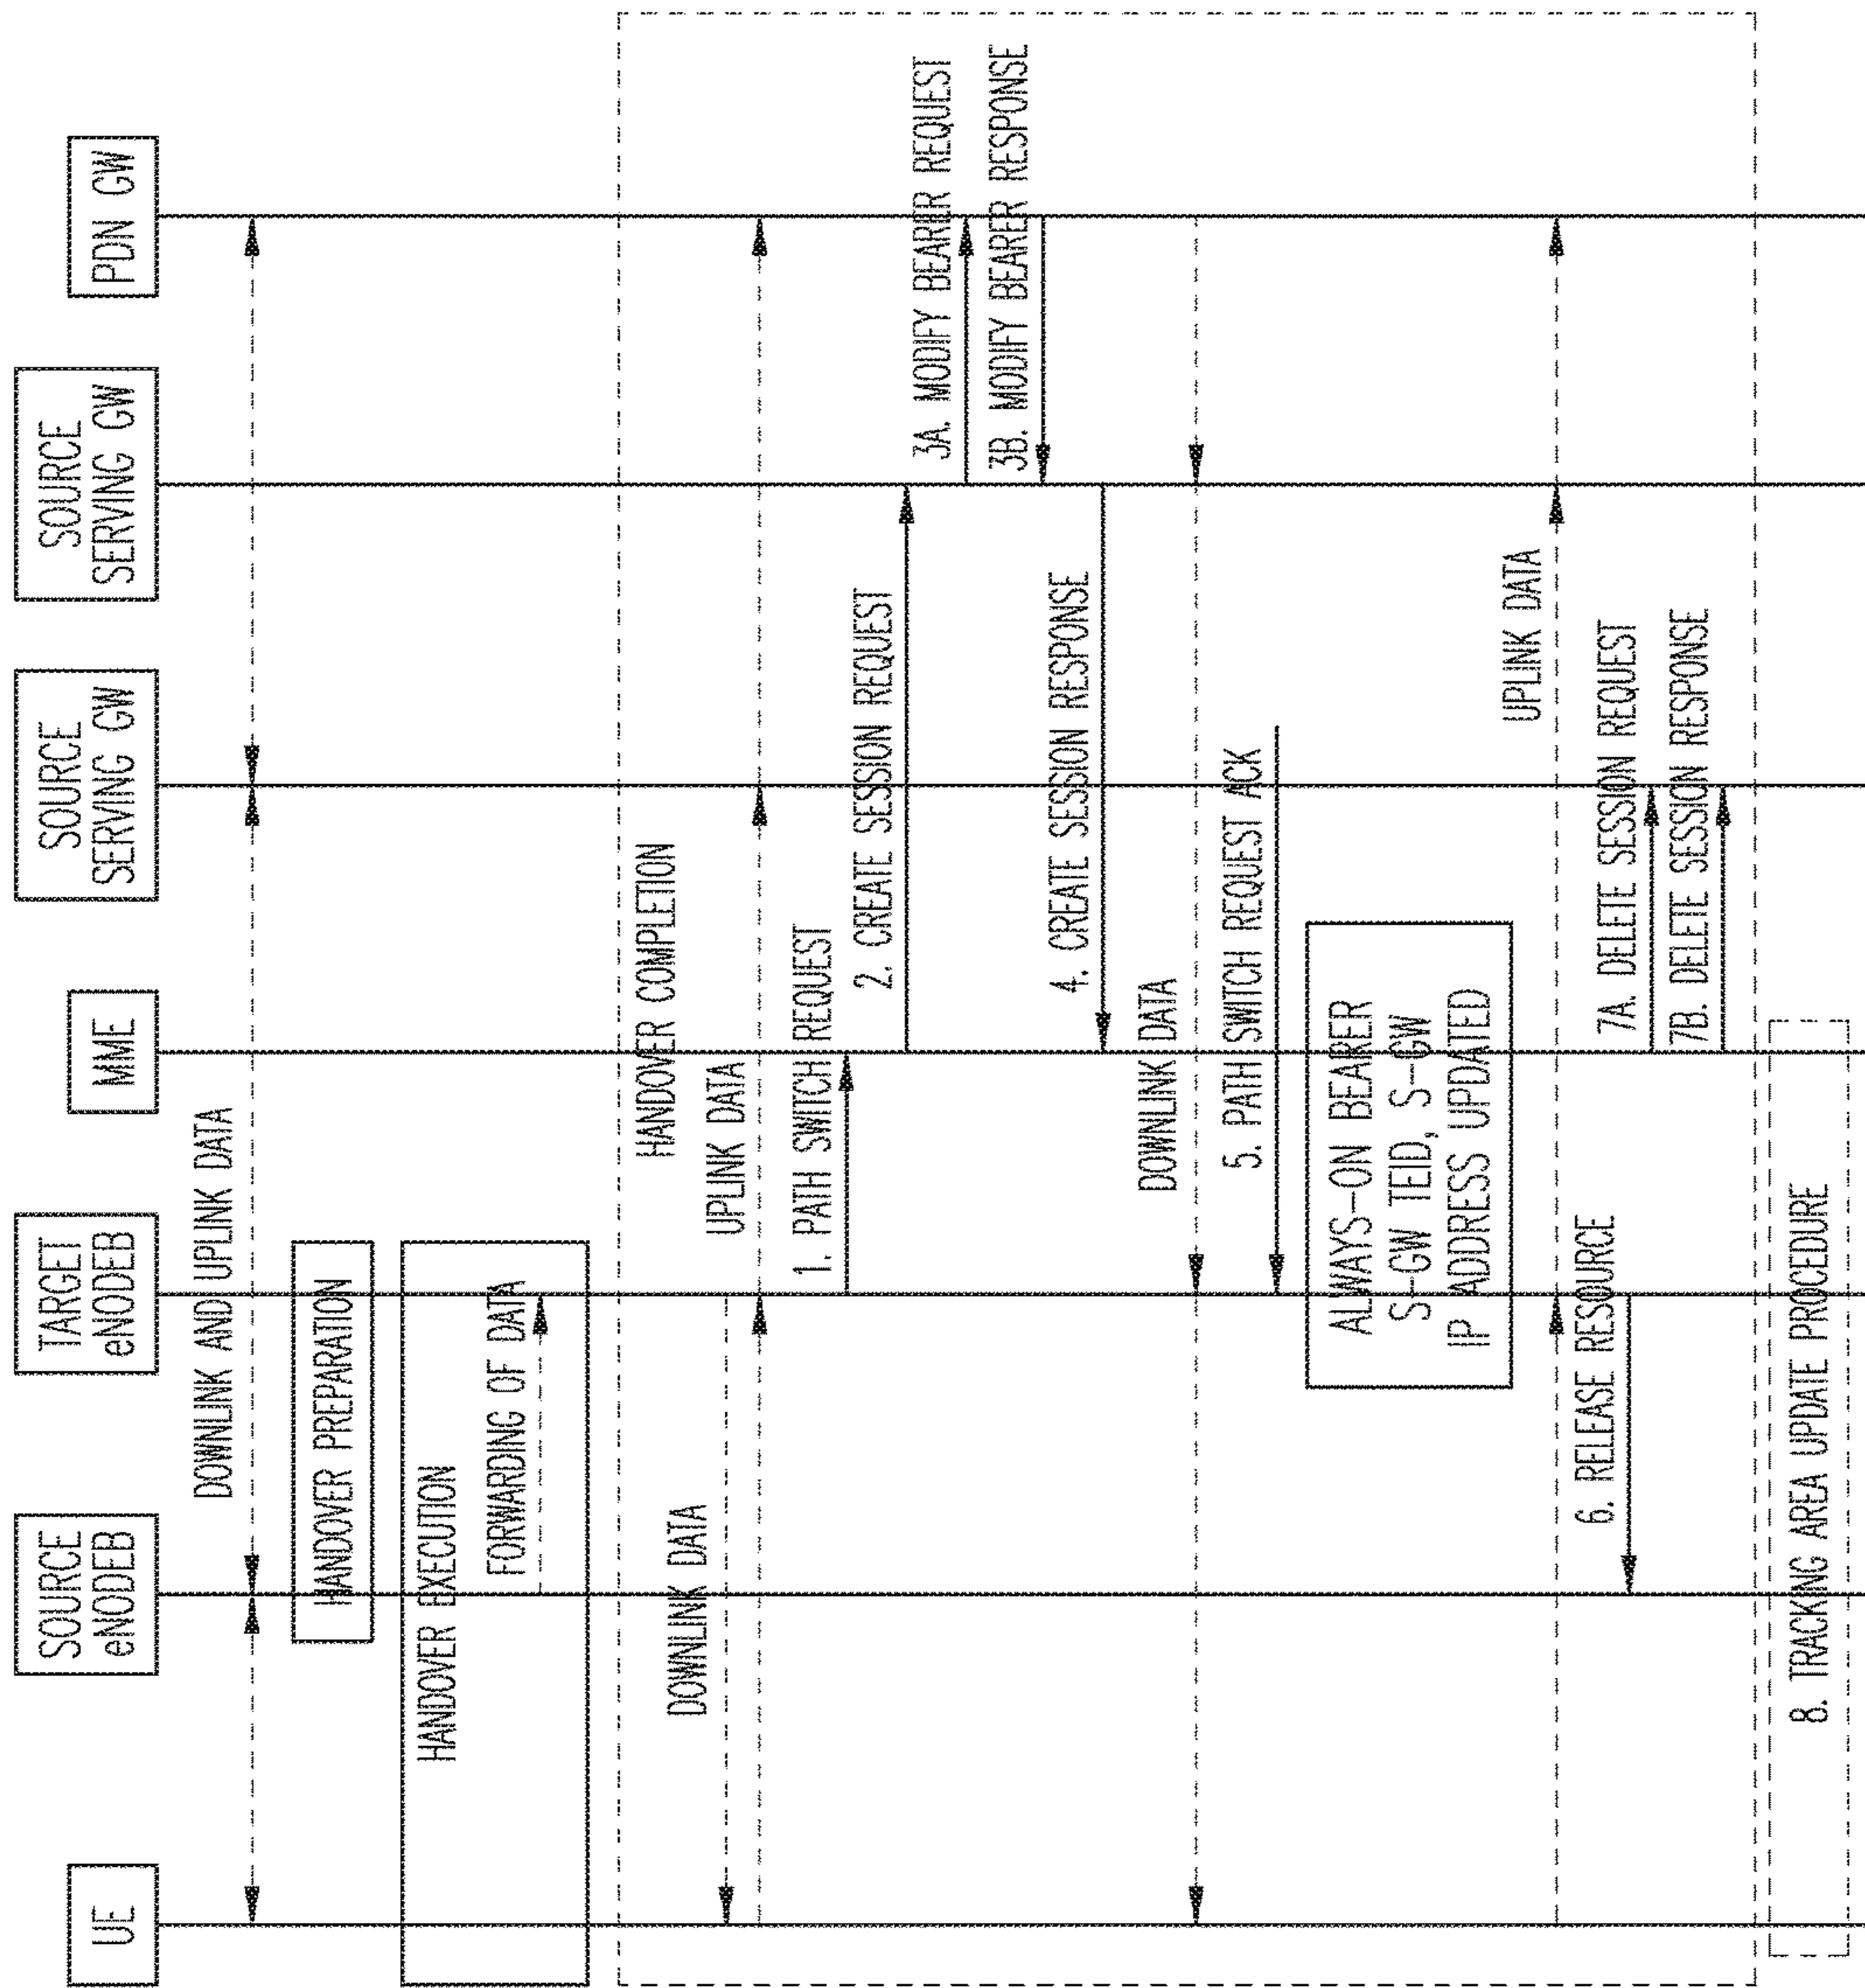 UE
SOURCE
eNODEB
TARGET
eNODEB
MME
SOURCE
SERVING GW
SOURCE
SERVING GW
PDN GW
DOWNLINK AND UPLINK DATA
HANDOVER PREPARATION
HANDOVER EXECUTION
FORWARDING OF DATA
HANDOVER COMPLETION
DOWNLINK DATA
UPLINK DATA
1. PATH SWITCH REQUEST
2. CREATE SESSION REQUEST
3A. MODIFY BEARER REQUEST
3B. MODIFY BEARER RESPONSE
4. CREATE SESSION RESPONSE
DOWNLINK DATA
5. PATH SWITCH REQUEST ACK
ALWAYS-ON BEARER
S-GW TEID, S-GW
IP ADDRESS UPDATED
UPLINK DATA
6. RELEASE RESOURCE
7A. DELETE SESSION REQUEST
7B. DELETE SESSION RESPONSE
8. TRACKING AREA UPDATE PROCEDURE